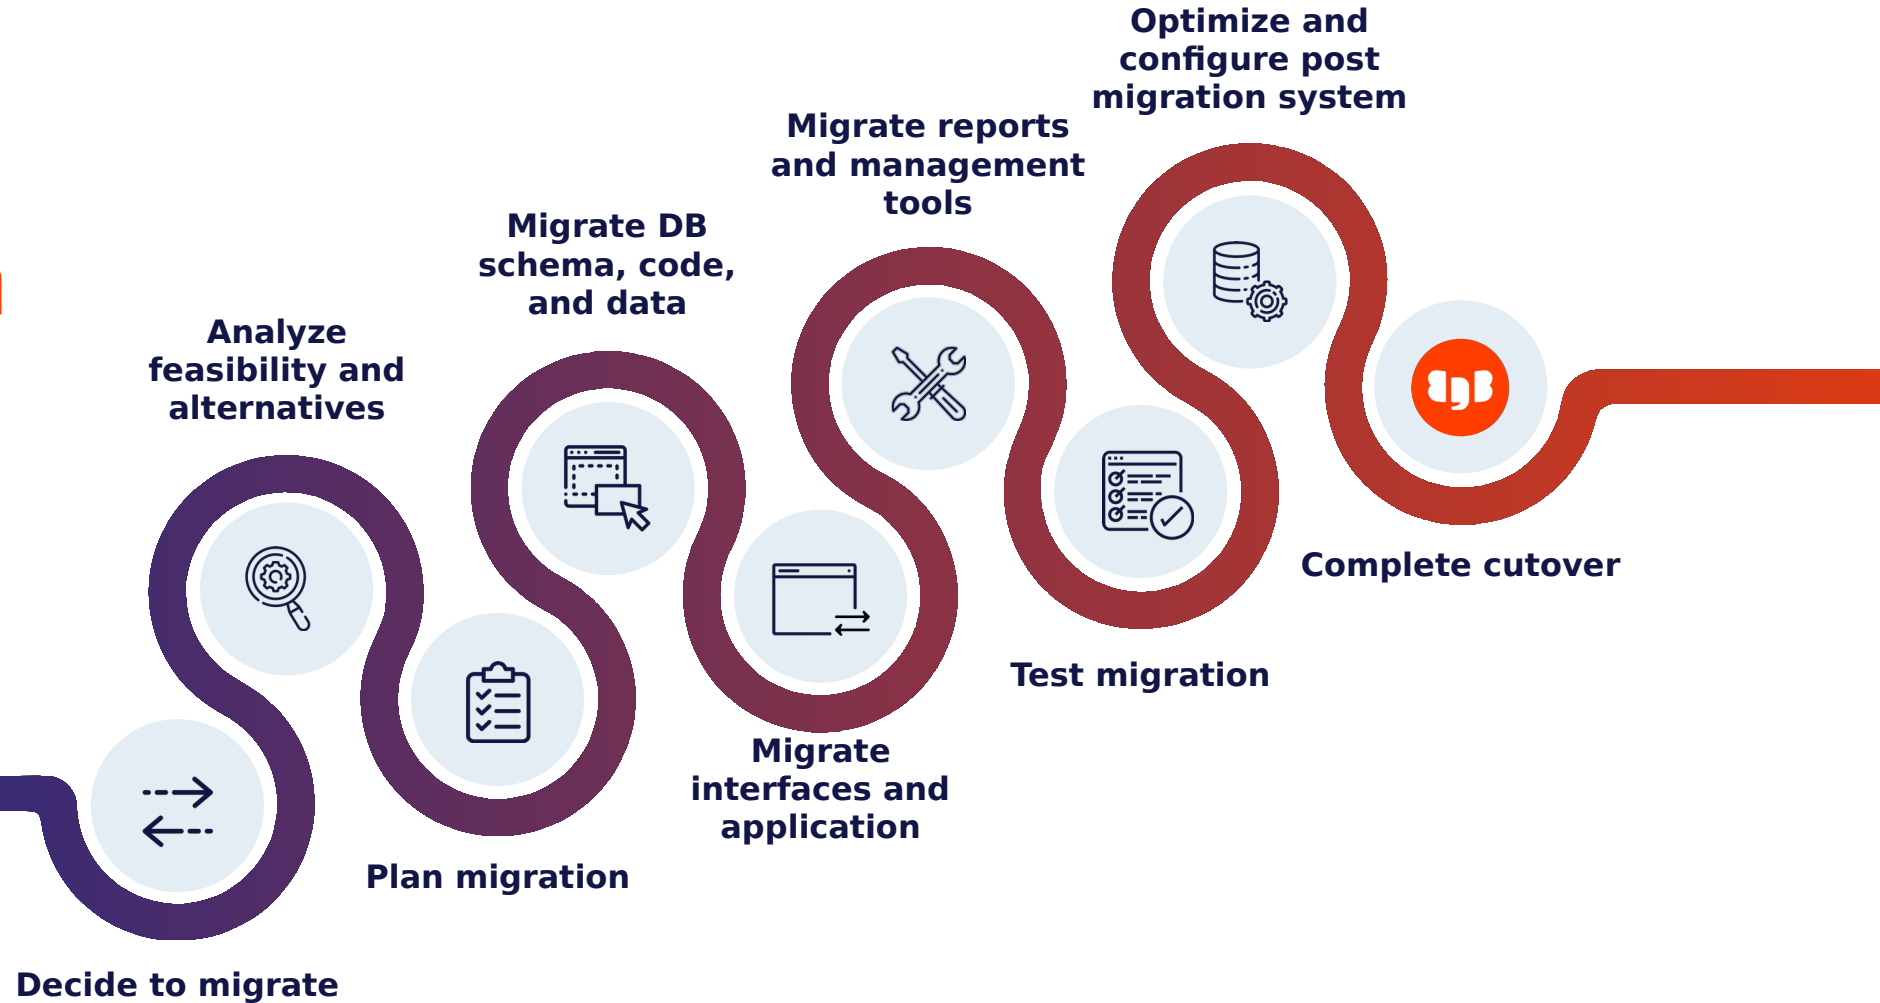 Decide to migrate
Analyze
feasibility and
alternatives
Plan migration
Migrate DB
schema, code,
and data
Migrate
interfaces and
application
Migrate reports
and management
tools
Test migration
Optimize and
configure post
migration system
Complete cutover